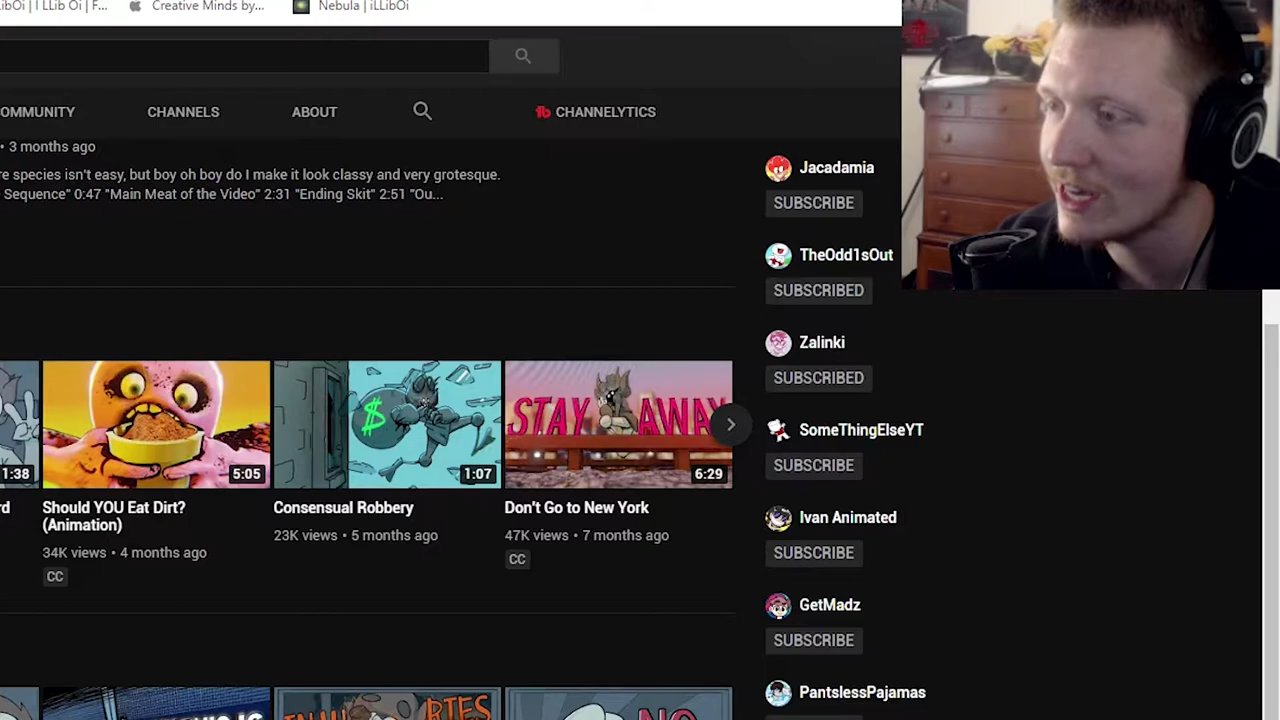 LibOi | I LLib Oi | F... Creative Minds by... Nebula | iLLibOi
OMMUNITY CHANNELS ABOUT CHANNELYTICS
• 3 months ago
re species isn't easy, but boy oh boy do I make it look classy and very grotesque.
Sequence" 0:47 "Main Meat of the Video" 2:31 "Ending Skit" 2:51 "Ou...
Jacadamia
SUBSCRIBE
TheOdd1sOut
SUBSCRIBED
Zalinki
SUBSCRIBED
SomeThingElseYT
SUBSCRIBE
Ivan Animated
SUBSCRIBE
GetMadz
SUBSCRIBE
PantslessPajamas
$ STAY AWAY
1:38 5:05 1:07 6:29
rd Should YOU Eat Dirt? Consensual Robbery Don't Go to New York
(Animation)
34K views • 4 months ago 23K views • 5 months ago 47K views • 7 months ago
CC CC
NO